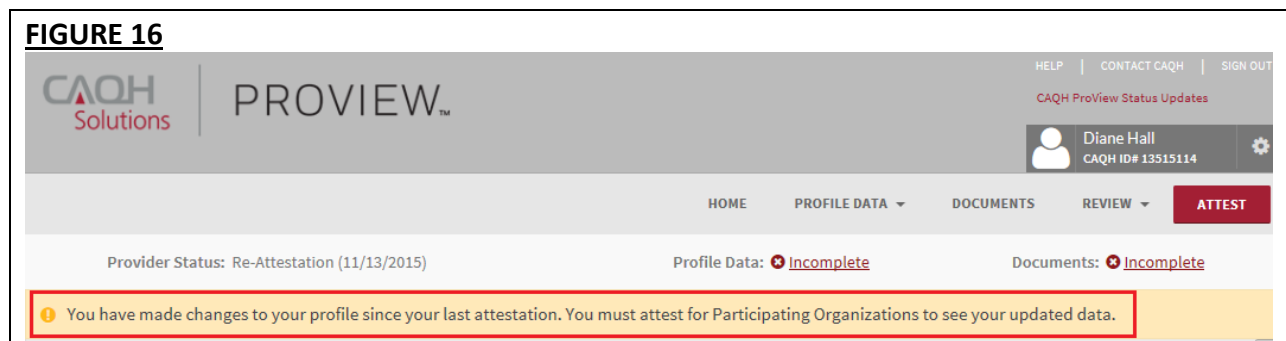 FIGURE 16
HELP | CONTACT CAQH | SIGN OUT
CAQH Solutions
PROVIEW™
CAQH ProView Status Updates
Diane Hall
CAQH ID# 13515114
HOME PROFILE DATA DOCUMENTS REVIEW ATTEST
Provider Status: Re-Attestation (11/13/2015) Profile Data: Incomplete Documents: Incomplete
You have made changes to your profile since your last attestation. You must attest for Participating Organizations to see your updated data.